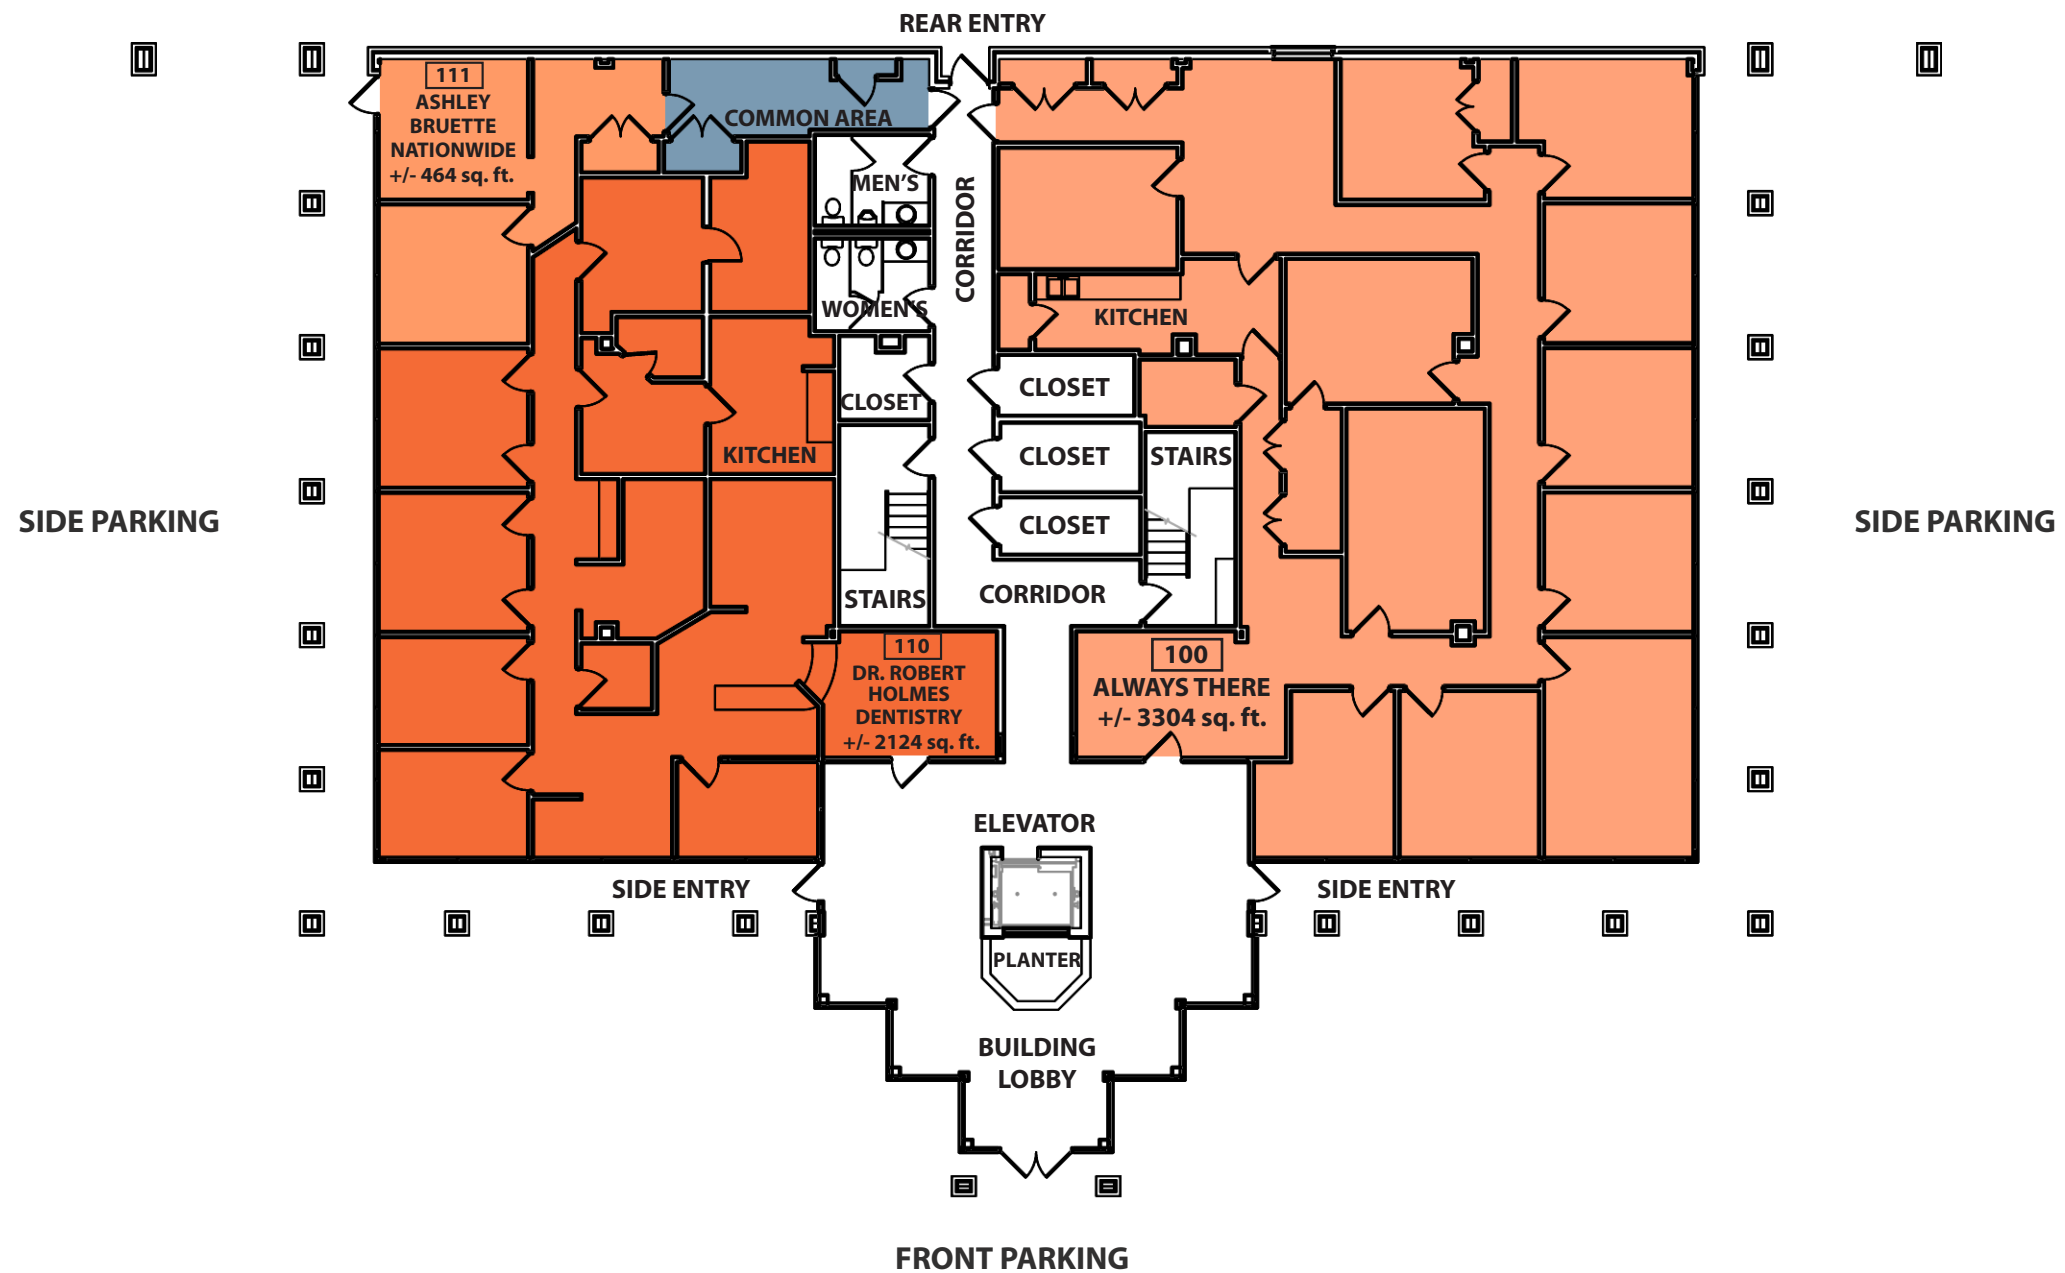 REAR ENTRY
111
ASHLEY
BRUETTE
NATIONWIDE
+/- 464 sq. ft.
COMMON AREA
MEN'S
CORRIDOR
WOMEN'S
KITCHEN
CLOSET
CLOSET
KITCHEN
CLOSET
STAIRS
SIDE PARKING
CLOSET
SIDE PARKING
STAIRS
CORRIDOR
110
DR. ROBERT
HOLMES
DENTISTRY
+/- 2124 sq. ft.
100
ALWAYS THERE
+/- 3304 sq. ft.
ELEVATOR
SIDE ENTRY
SIDE ENTRY
PLANTER
BUILDING
LOBBY
FRONT PARKING